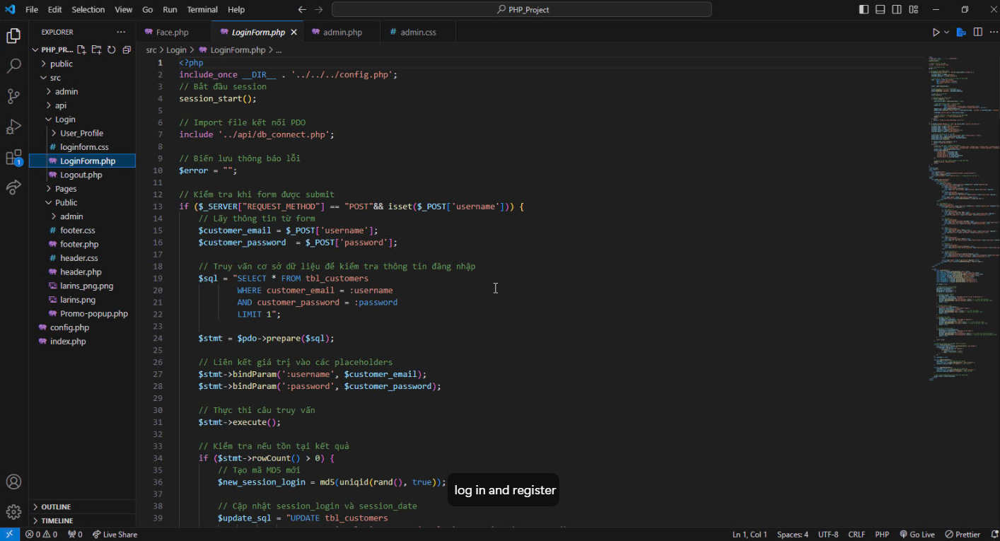 File Edit Selection View Go Run Terminal Help
PHP_Project
EXPLORER
PHP_PR...
public
src
admin
api
Login
User_Profile
# loginform.css
LoginForm.php
Logout.php
Pages
Public
admin
# footer.css
footer.php
# header.css
header.php
larins_png.png
larins.png
Promo-popup.php
config.php
index.php
OUTLINE
TIMELINE
Face.php LoginForm.php admin.php # admin.css
src > Login > LoginForm.php > ...
1 <?php
2 include_once __DIR__ . '../../../config.php';
3 // Bắt đầu session
4 session_start();
5
6 // Import file kết nối PDO
7 include '../api/db_connect.php';
8
9 // Biến lưu thông báo lỗi
10 $error = "";
11
12 // Kiểm tra khi form được submit
13 if ($_SERVER["REQUEST_METHOD"] == "POST"&& isset($_POST['username'])) {
14 // Lấy thông tin từ form
15 $customer_email = $_POST['username'];
16 $customer_password  = $_POST['password'];
17
18 // Truy vấn cơ sở dữ liệu để kiểm tra thông tin đăng nhập
19 $sql = "SELECT * FROM tbl_customers
20 WHERE customer_email = :username
21 AND customer_password = :password
22 LIMIT 1";
23
24 $stmt = $pdo->prepare($sql);
25
26 // Liên kết giá trị vào các placeholders
27 $stmt->bindParam(':username', $customer_email);
28 $stmt->bindParam(':password', $customer_password);
29
30 // Thực thi câu truy vấn
31 $stmt->execute();
32
33 // Kiểm tra nếu tồn tại kết quả
34 if ($stmt->rowCount() > 0) {
35 // Tạo mã MD5 mới
36 $new_session_login = md5(uniqid(rand(), true));
37
38 // Cập nhật session_login và session_date
39 $update_sql = "UPDATE tbl_customers
log in and register
1
0 0 0 Live Share
Ln 1, Col 1 Spaces: 4 UTF-8 CRLF PHP Go Live Prettier